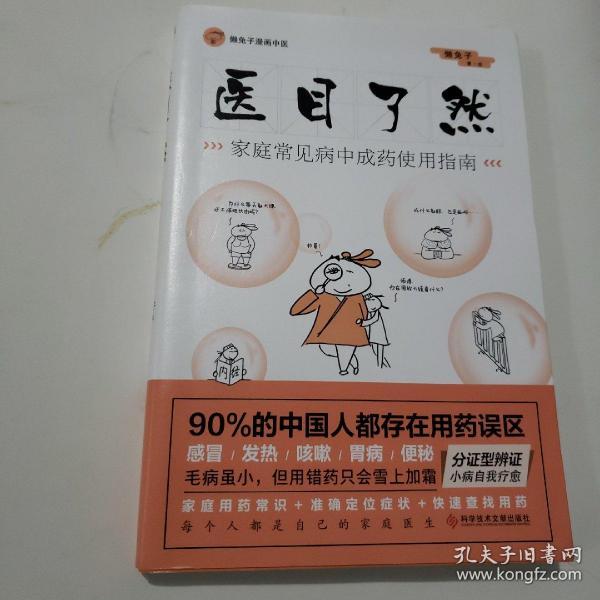 懒兔子漫画中医
懒兔子
著·绘
医目了然
>>> 家庭常见病中成药使用指南 <<<
内经
90%的中国人都存在用药误区
感冒 / 发热 / 咳嗽 / 胃病 / 便秘
毛病虽小，但用错药只会雪上加霜
分证型辨证
小病自我疗愈
家庭用药常识 + 准确定位症状 + 快速查找用药
每个人都是自己的家庭医生
科学技术文献出版社
孔夫子旧书网
www.kongfz.com